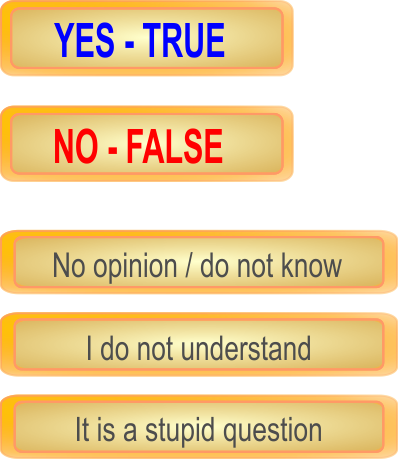 YES - TRUE
NO - FALSE
No opinion / do not know
I do not understand
It is a stupid question